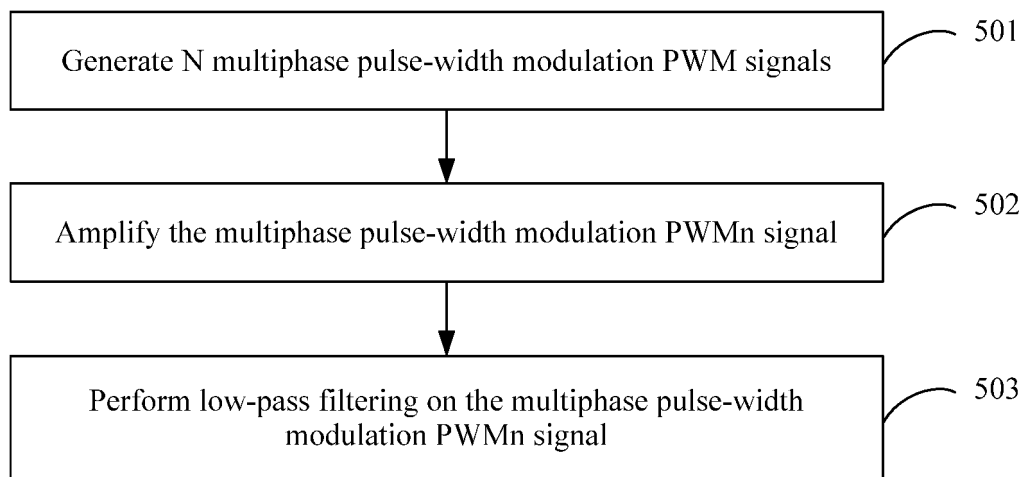 Generate N multiphase pulse-width modulation PWM signals
501
Amplify the multiphase pulse-width modulation PWMn signal
502
Perform low-pass filtering on the multiphase pulse-width
modulation PWMn signal
503